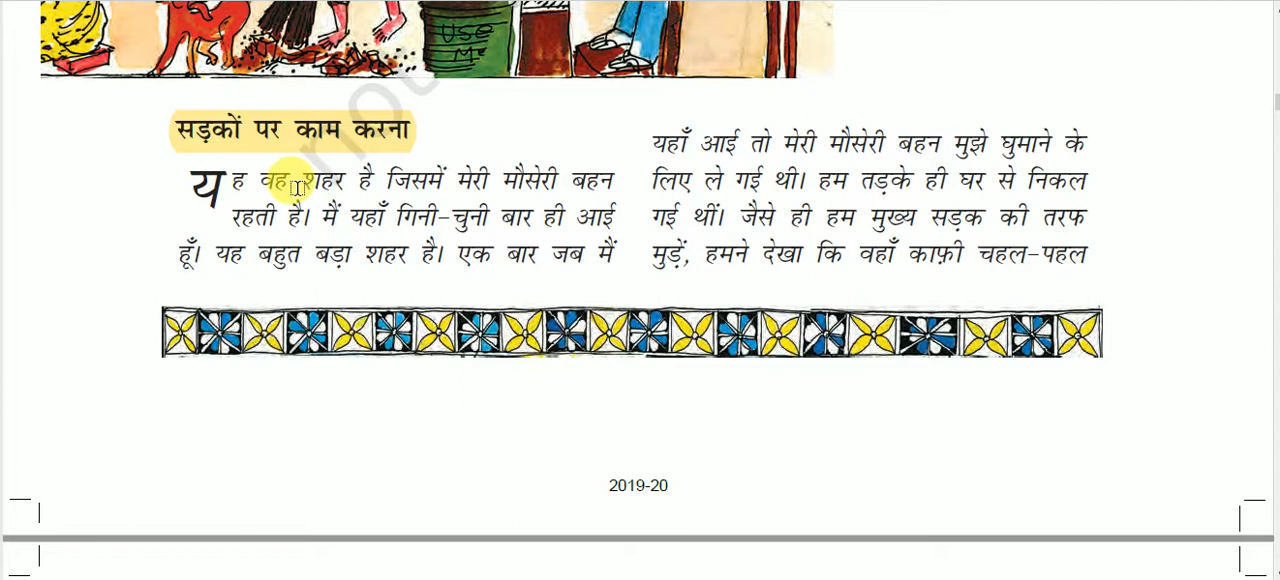 USE
ME
सड़कों पर काम करना
यह वह शहर है जिसमें मेरी मौसेरी बहन
रहती है। मैं यहाँ गिनी-चुनी बार ही आई
हूँ। यह बहुत बड़ा शहर है। एक बार जब मैं
यहाँ आई तो मेरी मौसेरी बहन मुझे घुमाने के
लिए ले गई थी। हम तड़के ही घर से निकल
गई थीं। जैसे ही हम मुख्य सड़क की तरफ
मुड़ें, हमने देखा कि वहाँ काफ़ी चहल-पहल
2019-20